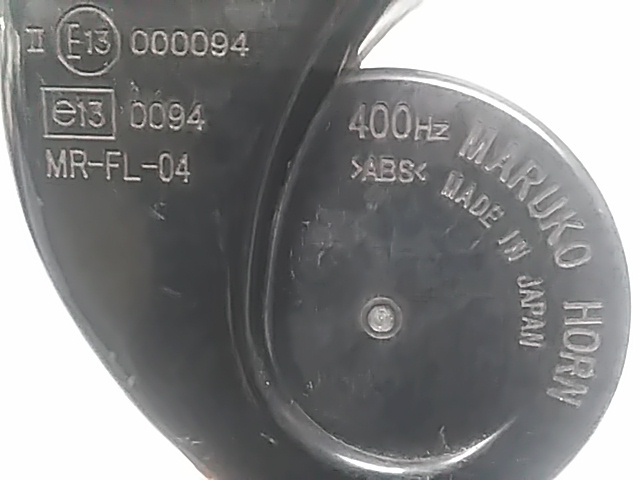 II E13 000094
e13 0094
MR-FL-04
400Hz
>ABS<
MARUKO HORN
MADE IN JAPAN